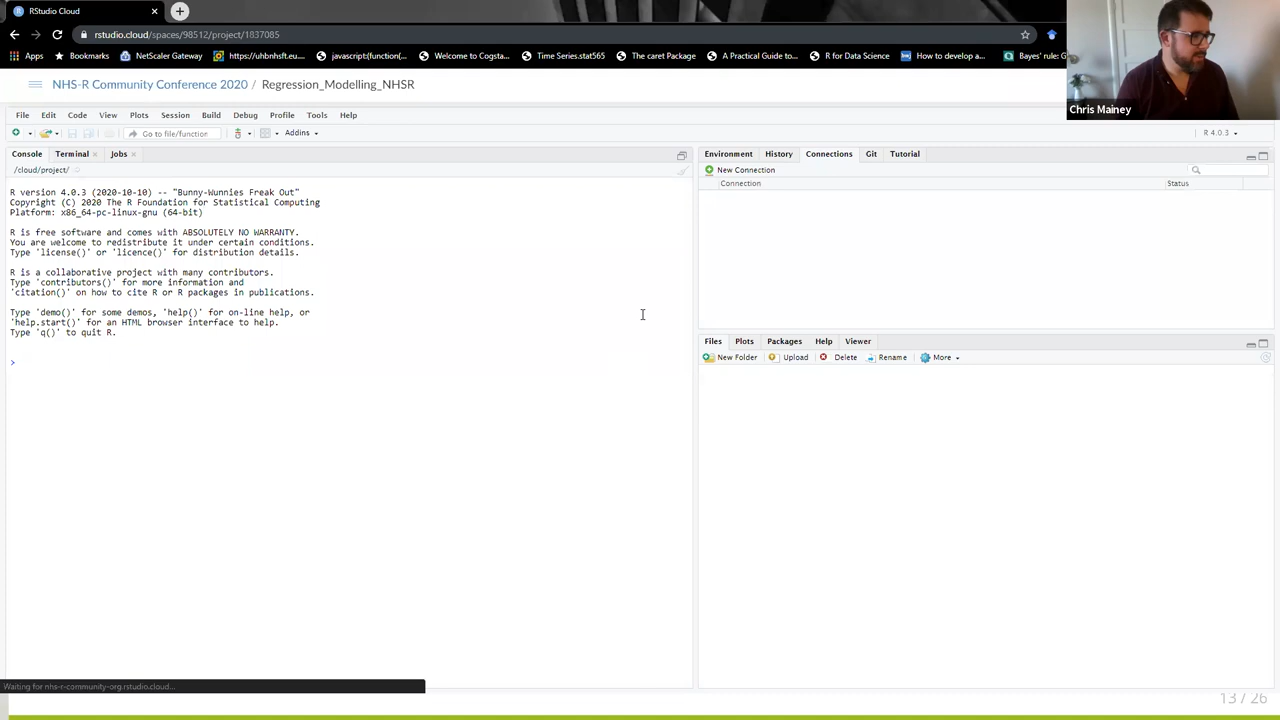 RStudio Cloud
rstudio.cloud/spaces/98512/project/1837085
Apps Bookmarks NetScaler Gateway https://uhbnhsft.eu.... javascript:(function(... Welcome to Cogsta... Time Series.stat565 The caret Package A Practical Guide to... R for Data Science How to develop a... Bayes' rule:
Chris Mainey
NHS-R Community Conference 2020 / Regression_Modelling_NHSR
File Edit Code View Plots Session Build Debug Profile Tools Help
Go to file/function Addins R 4.0.3
Console Terminal Jobs
/cloud/project/
R version 4.0.3 (2020-10-10) -- "Bunny-Wunnies Freak Out"
Copyright (C) 2020 The R Foundation for Statistical Computing
Platform: x86_64-pc-linux-gnu (64-bit)
R is free software and comes with ABSOLUTELY NO WARRANTY.
You are welcome to redistribute it under certain conditions.
Type 'license()' or 'licence()' for distribution details.
R is a collaborative project with many contributors.
Type 'contributors()' for more information and
'citation()' on how to cite R or R packages in publications.
Type 'demo()' for some demos, 'help()' for on-line help, or
'help.start()' for an HTML browser interface to help.
Type 'q()' to quit R.
>
Environment History Connections Git Tutorial
New Connection
Connection Status
Files Plots Packages Help Viewer
New Folder Upload Delete Rename More
Waiting for nhs-r-community-org.rstudio.cloud...
13 / 26